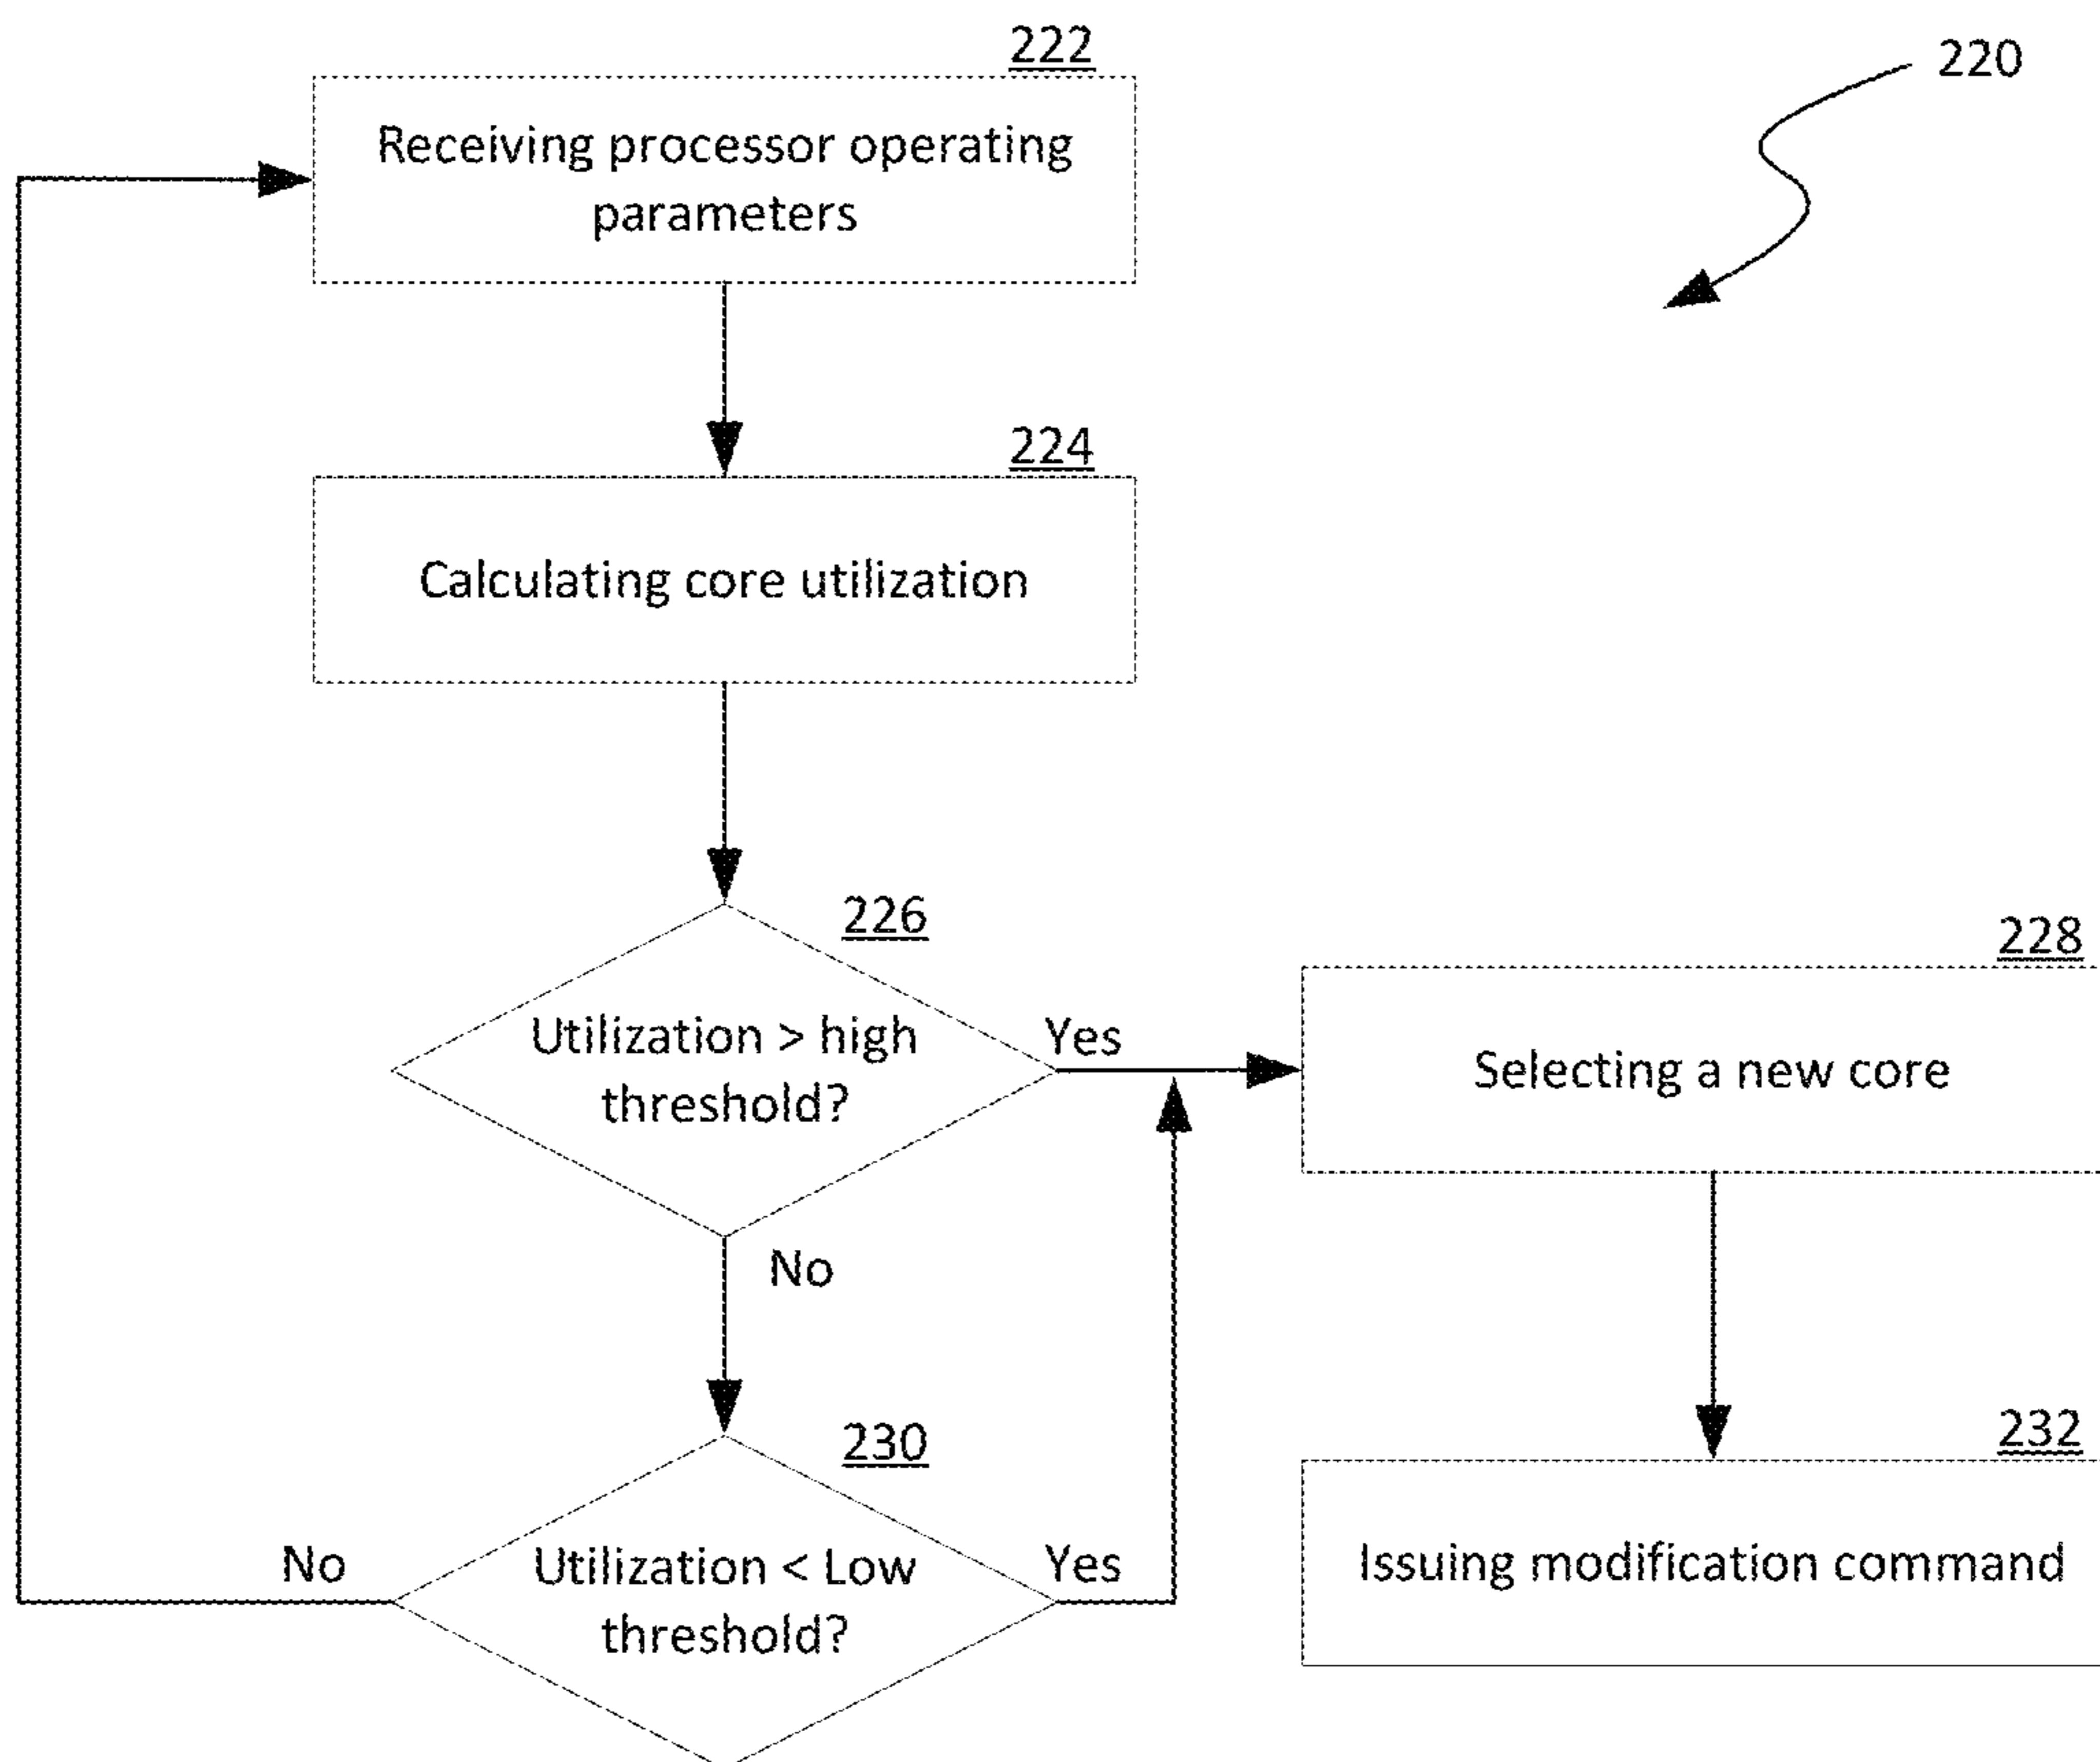 222
220
Receiving processor operating
parameters
224
Calculating core utilization
226
Utilization > high
threshold?
Yes
No
228
Selecting a new core
230
Utilization < Low
threshold?
No
Yes
232
Issuing modification command